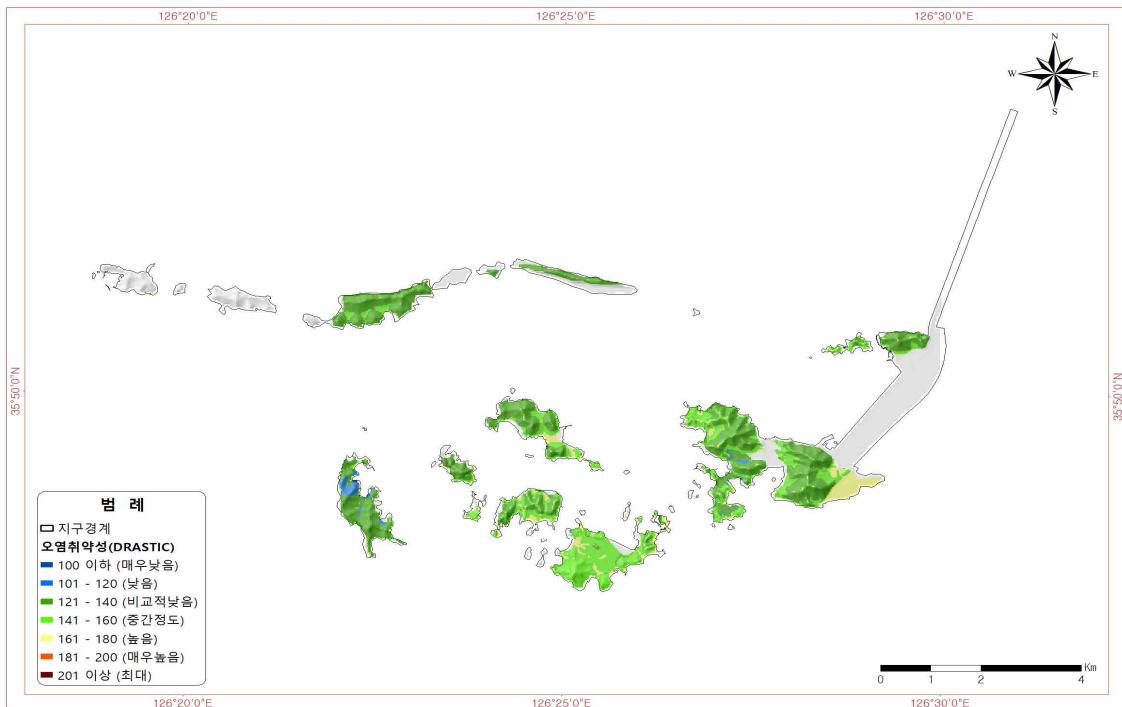 126°20'0"E
126°25'0"E
126°30'0"E
N
W
E
S
35°50'0"N
35°50'0"N
범 례
지구경계
오염취약성(DRASTIC)
100 이하 (매우낮음)
101 - 120 (낮음)
121 - 140 (비교적낮음)
141 - 160 (중간정도)
161 - 180 (높음)
181 - 200 (매우높음)
201 이상 (최대)
Km
0 1 2 4
126°20'0"E
126°25'0"E
126°30'0"E